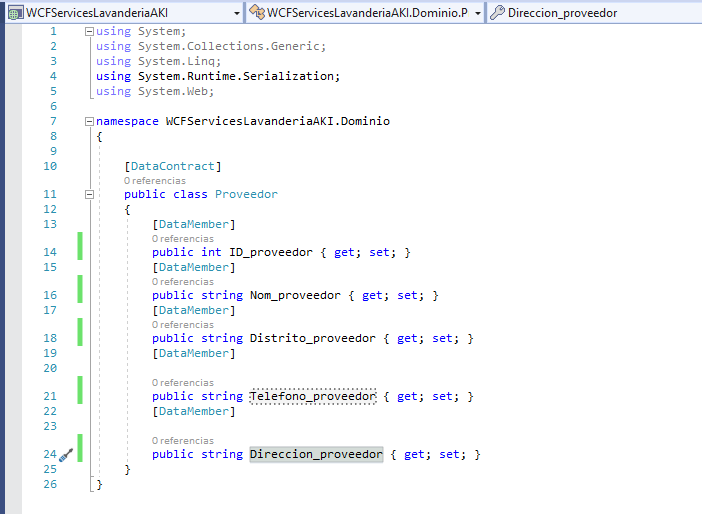 WCFServicesLavanderiaAKI WCFServicesLavanderiaAKI.Dominio.P Direccion_proveedor
1 using System;
2 using System.Collections.Generic;
3 using System.Linq;
4 using System.Runtime.Serialization;
5 using System.Web;
6
7 namespace WCFServicesLavanderiaAKI.Dominio
8 {
9
10 [DataContract]
0 referencias
11 public class Proveedor
12 {
13 [DataMember]
0 referencias
14 public int ID_proveedor { get; set; }
15 [DataMember]
0 referencias
16 public string Nom_proveedor { get; set; }
17 [DataMember]
0 referencias
18 public string Distrito_proveedor { get; set; }
19 [DataMember]
20
0 referencias
21 public string Telefono_proveedor { get; set; }
22 [DataMember]
23
0 referencias
24 public string Direccion_proveedor { get; set; }
25 }
26 }